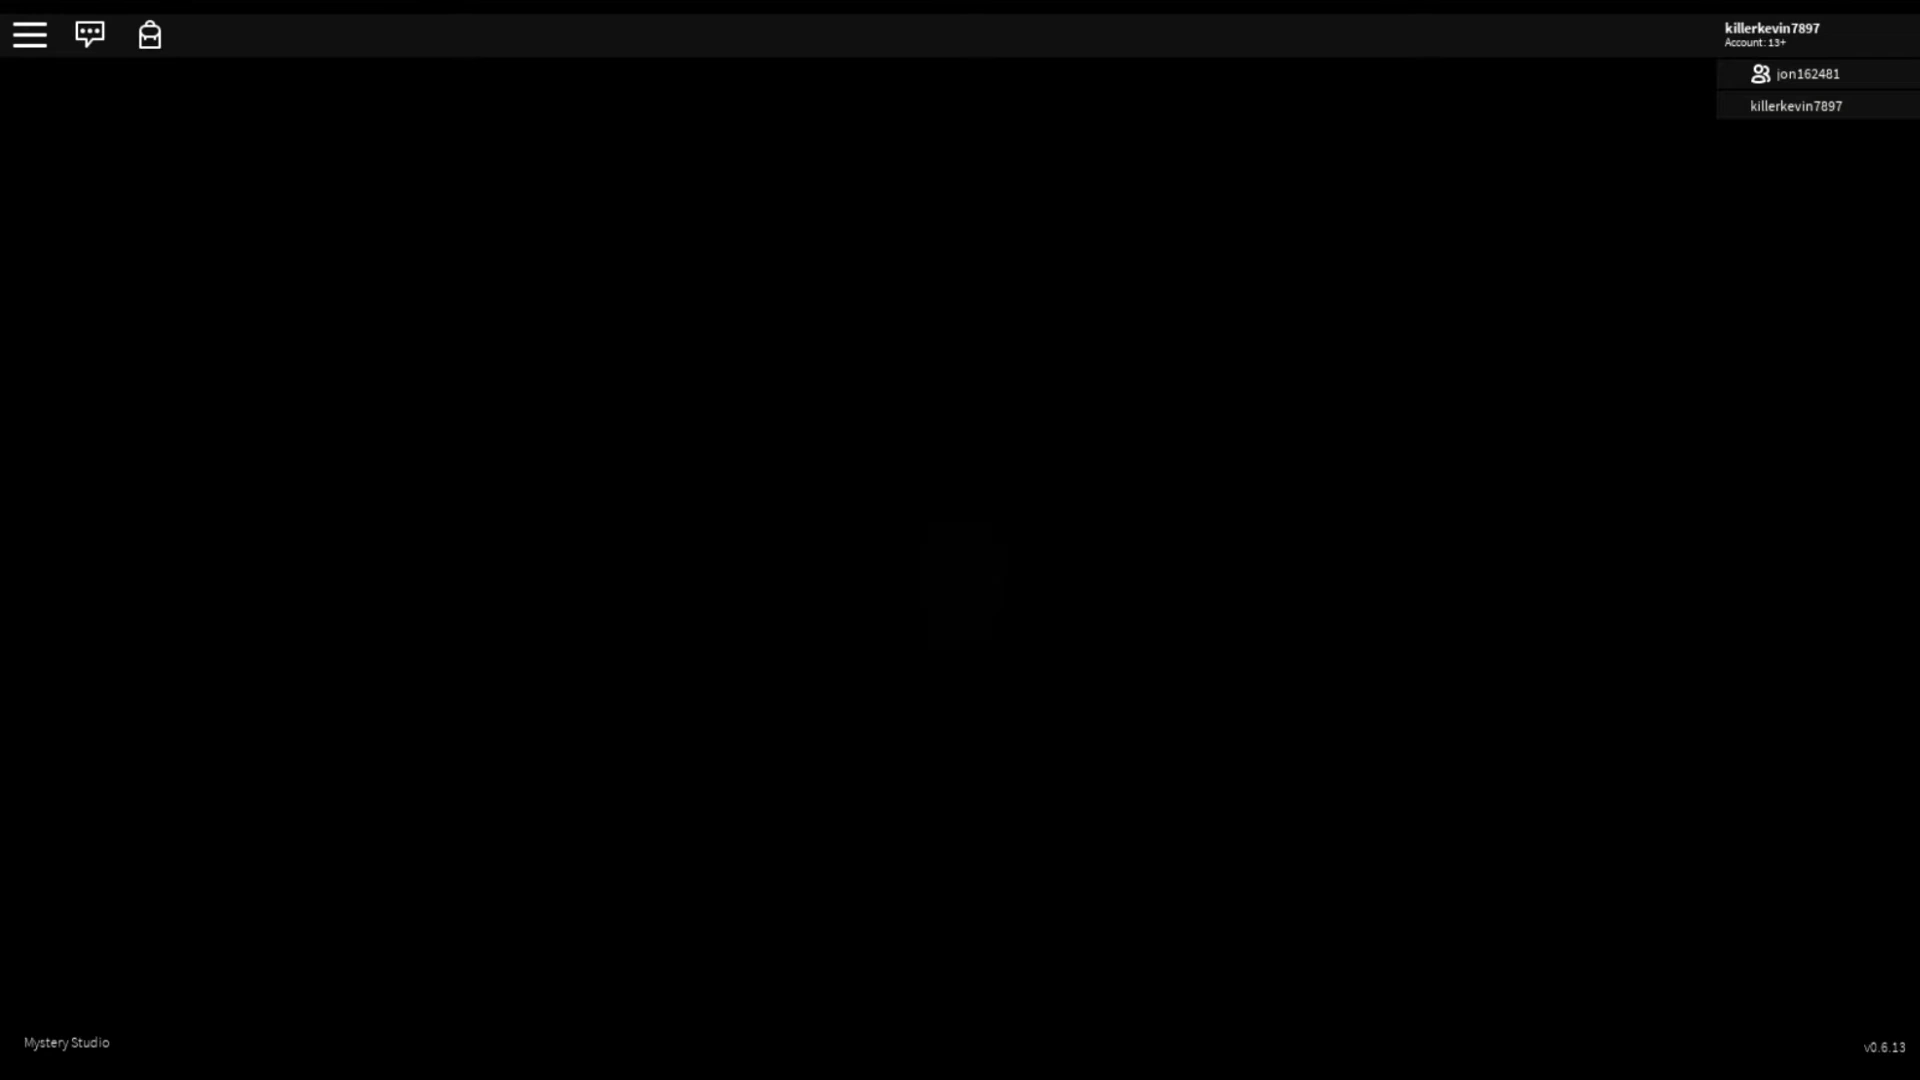 killerkevin7897
Account: 13+
jon162481
killerkevin7897
Mystery Studio
v0.6.13